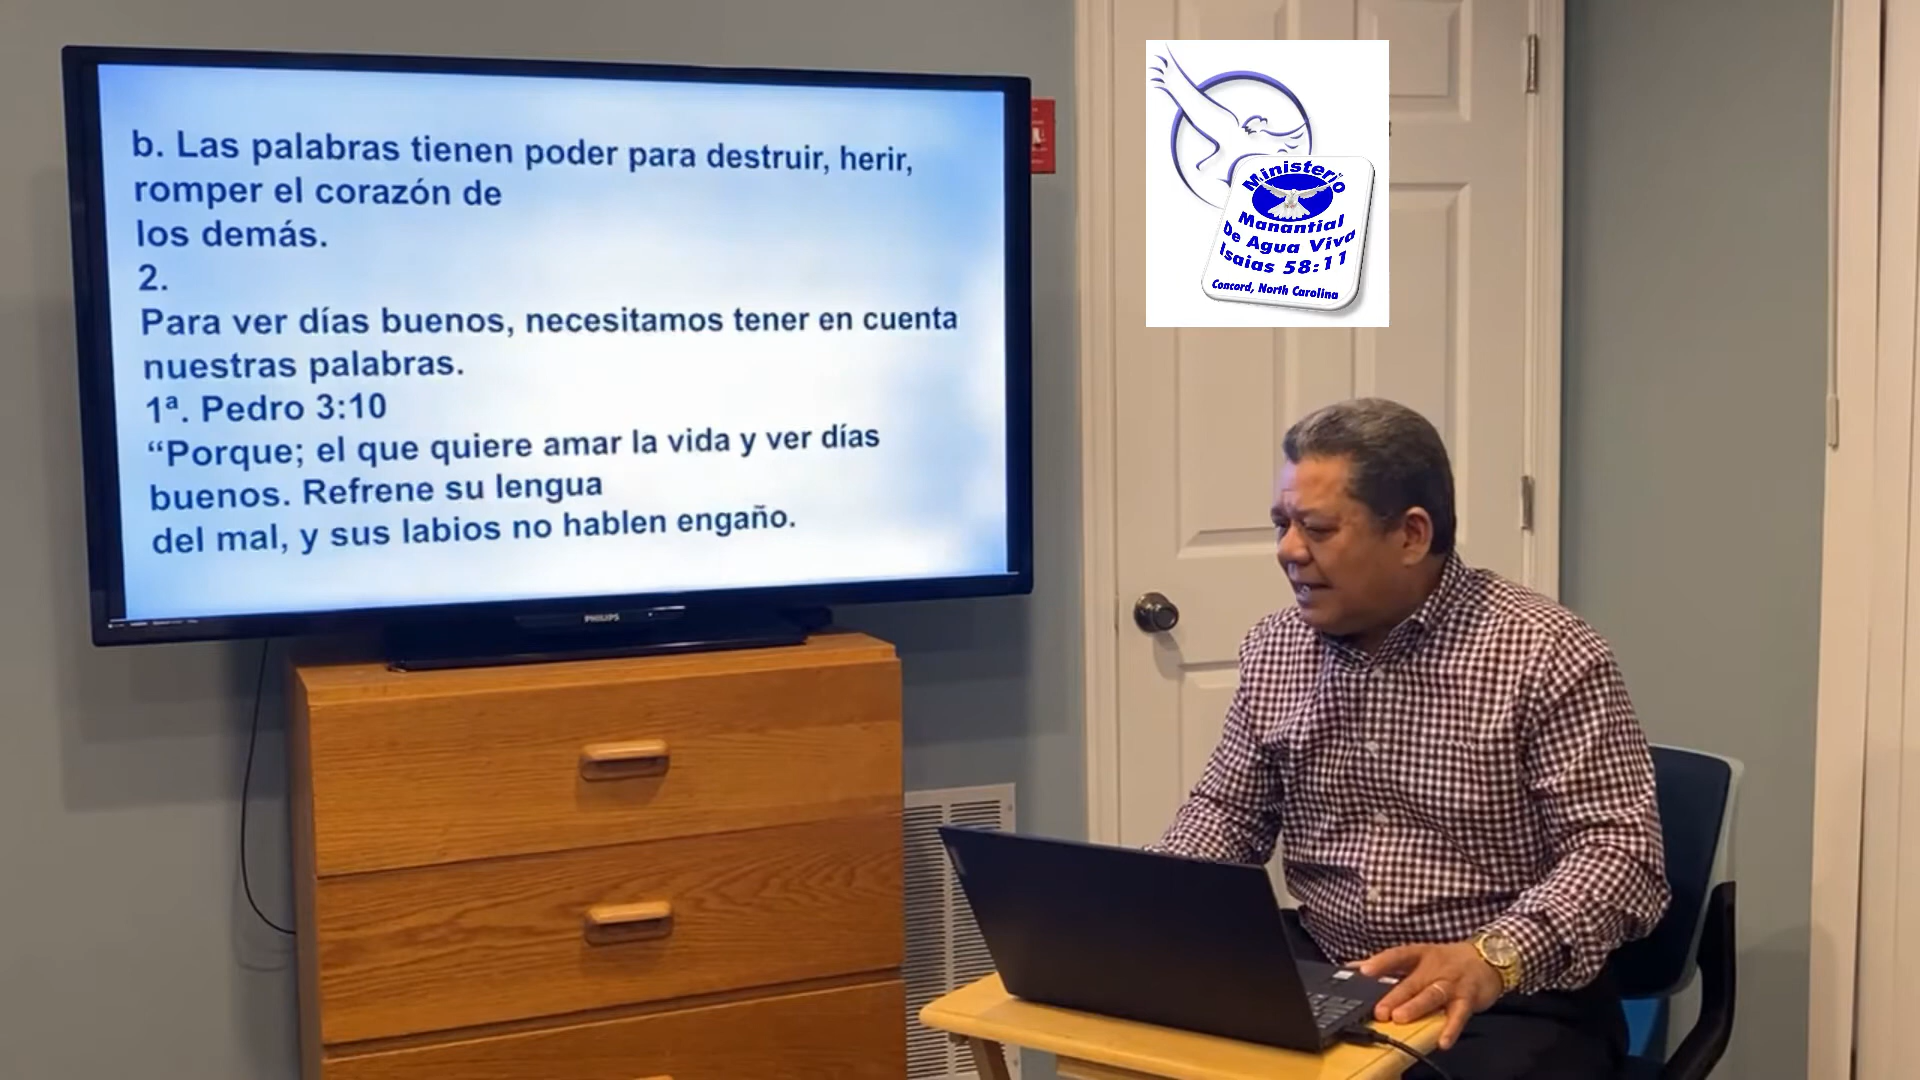 b. Las palabras tienen poder para destruir, herir,
romper el corazón de
los demás.
2.
Para ver días buenos, necesitamos tener en cuenta
nuestras palabras.
1ª. Pedro 3:10
“Porque; el que quiere amar la vida y ver días
buenos. Refrene su lengua
del mal, y sus labios no hablen engaño.
PHILIPS
Ministerio
Manantial
De Agua Viva
Isaias 58:11
Concord, North Carolina